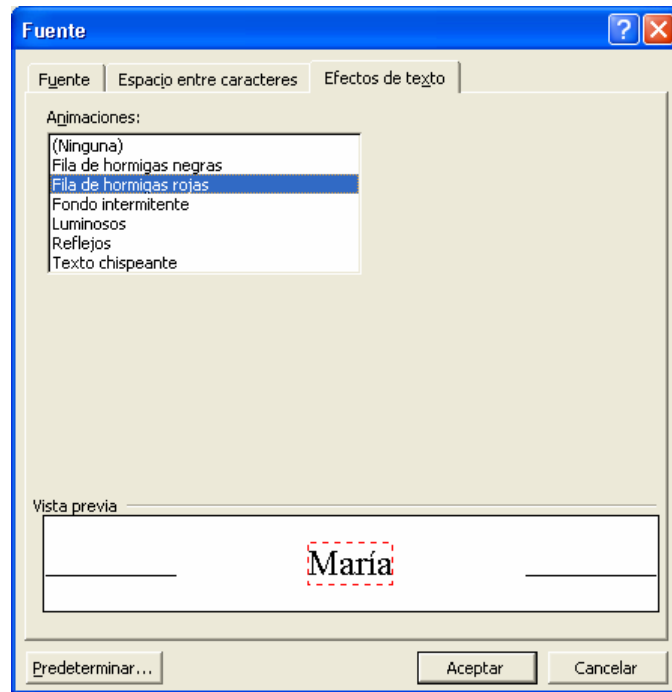 Fuente
Fuente Espacio entre caracteres Efectos de texto
Animaciones:
(Ninguna)
Fila de hormigas negras
Fila de hormigas rojas
Fondo intermitente
Luminosos
Reflejos
Texto chispeante
Vista previa
María
Predeterminar... Aceptar Cancelar